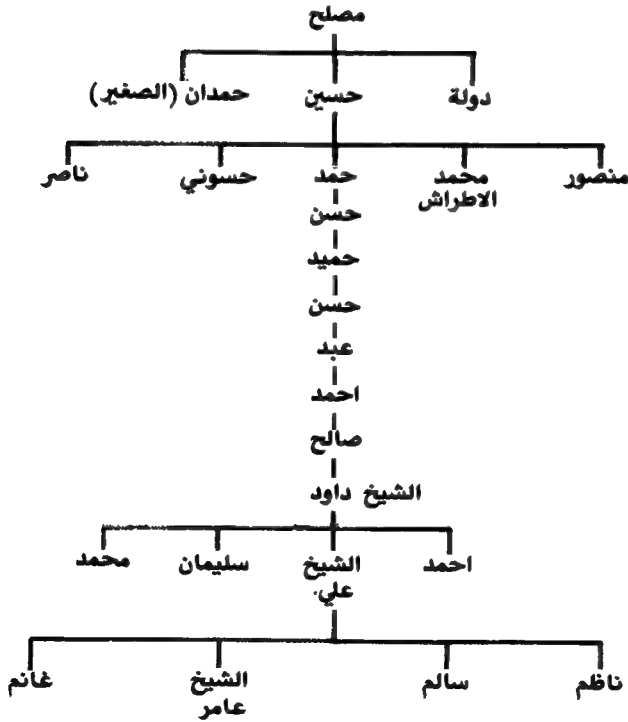 مصلح
دولة حسين حمدان (الصغير)
منصور محمد حمد حسوني ناصر
الاطراش
حسن
حميد
حسن
عبد
احمد
صالح
الشيخ داود
احمد الشيخ سليمان محمد
علي
ناظم سالم الشيخ غانم
عامر